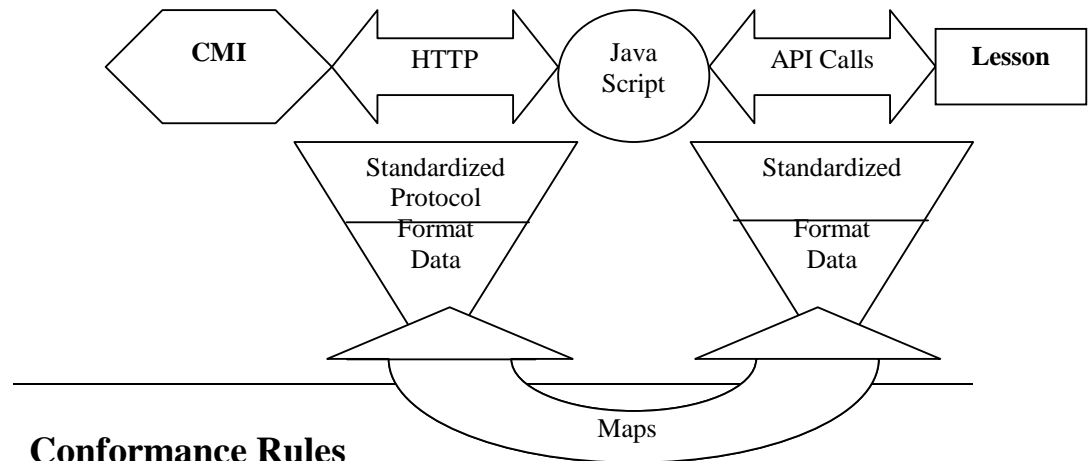 CMI
HTTP
Java
Script
API Calls
Lesson
Standardized
Protocol
Format
Data
Standardized
Format
Data
Maps
Conformance Rules